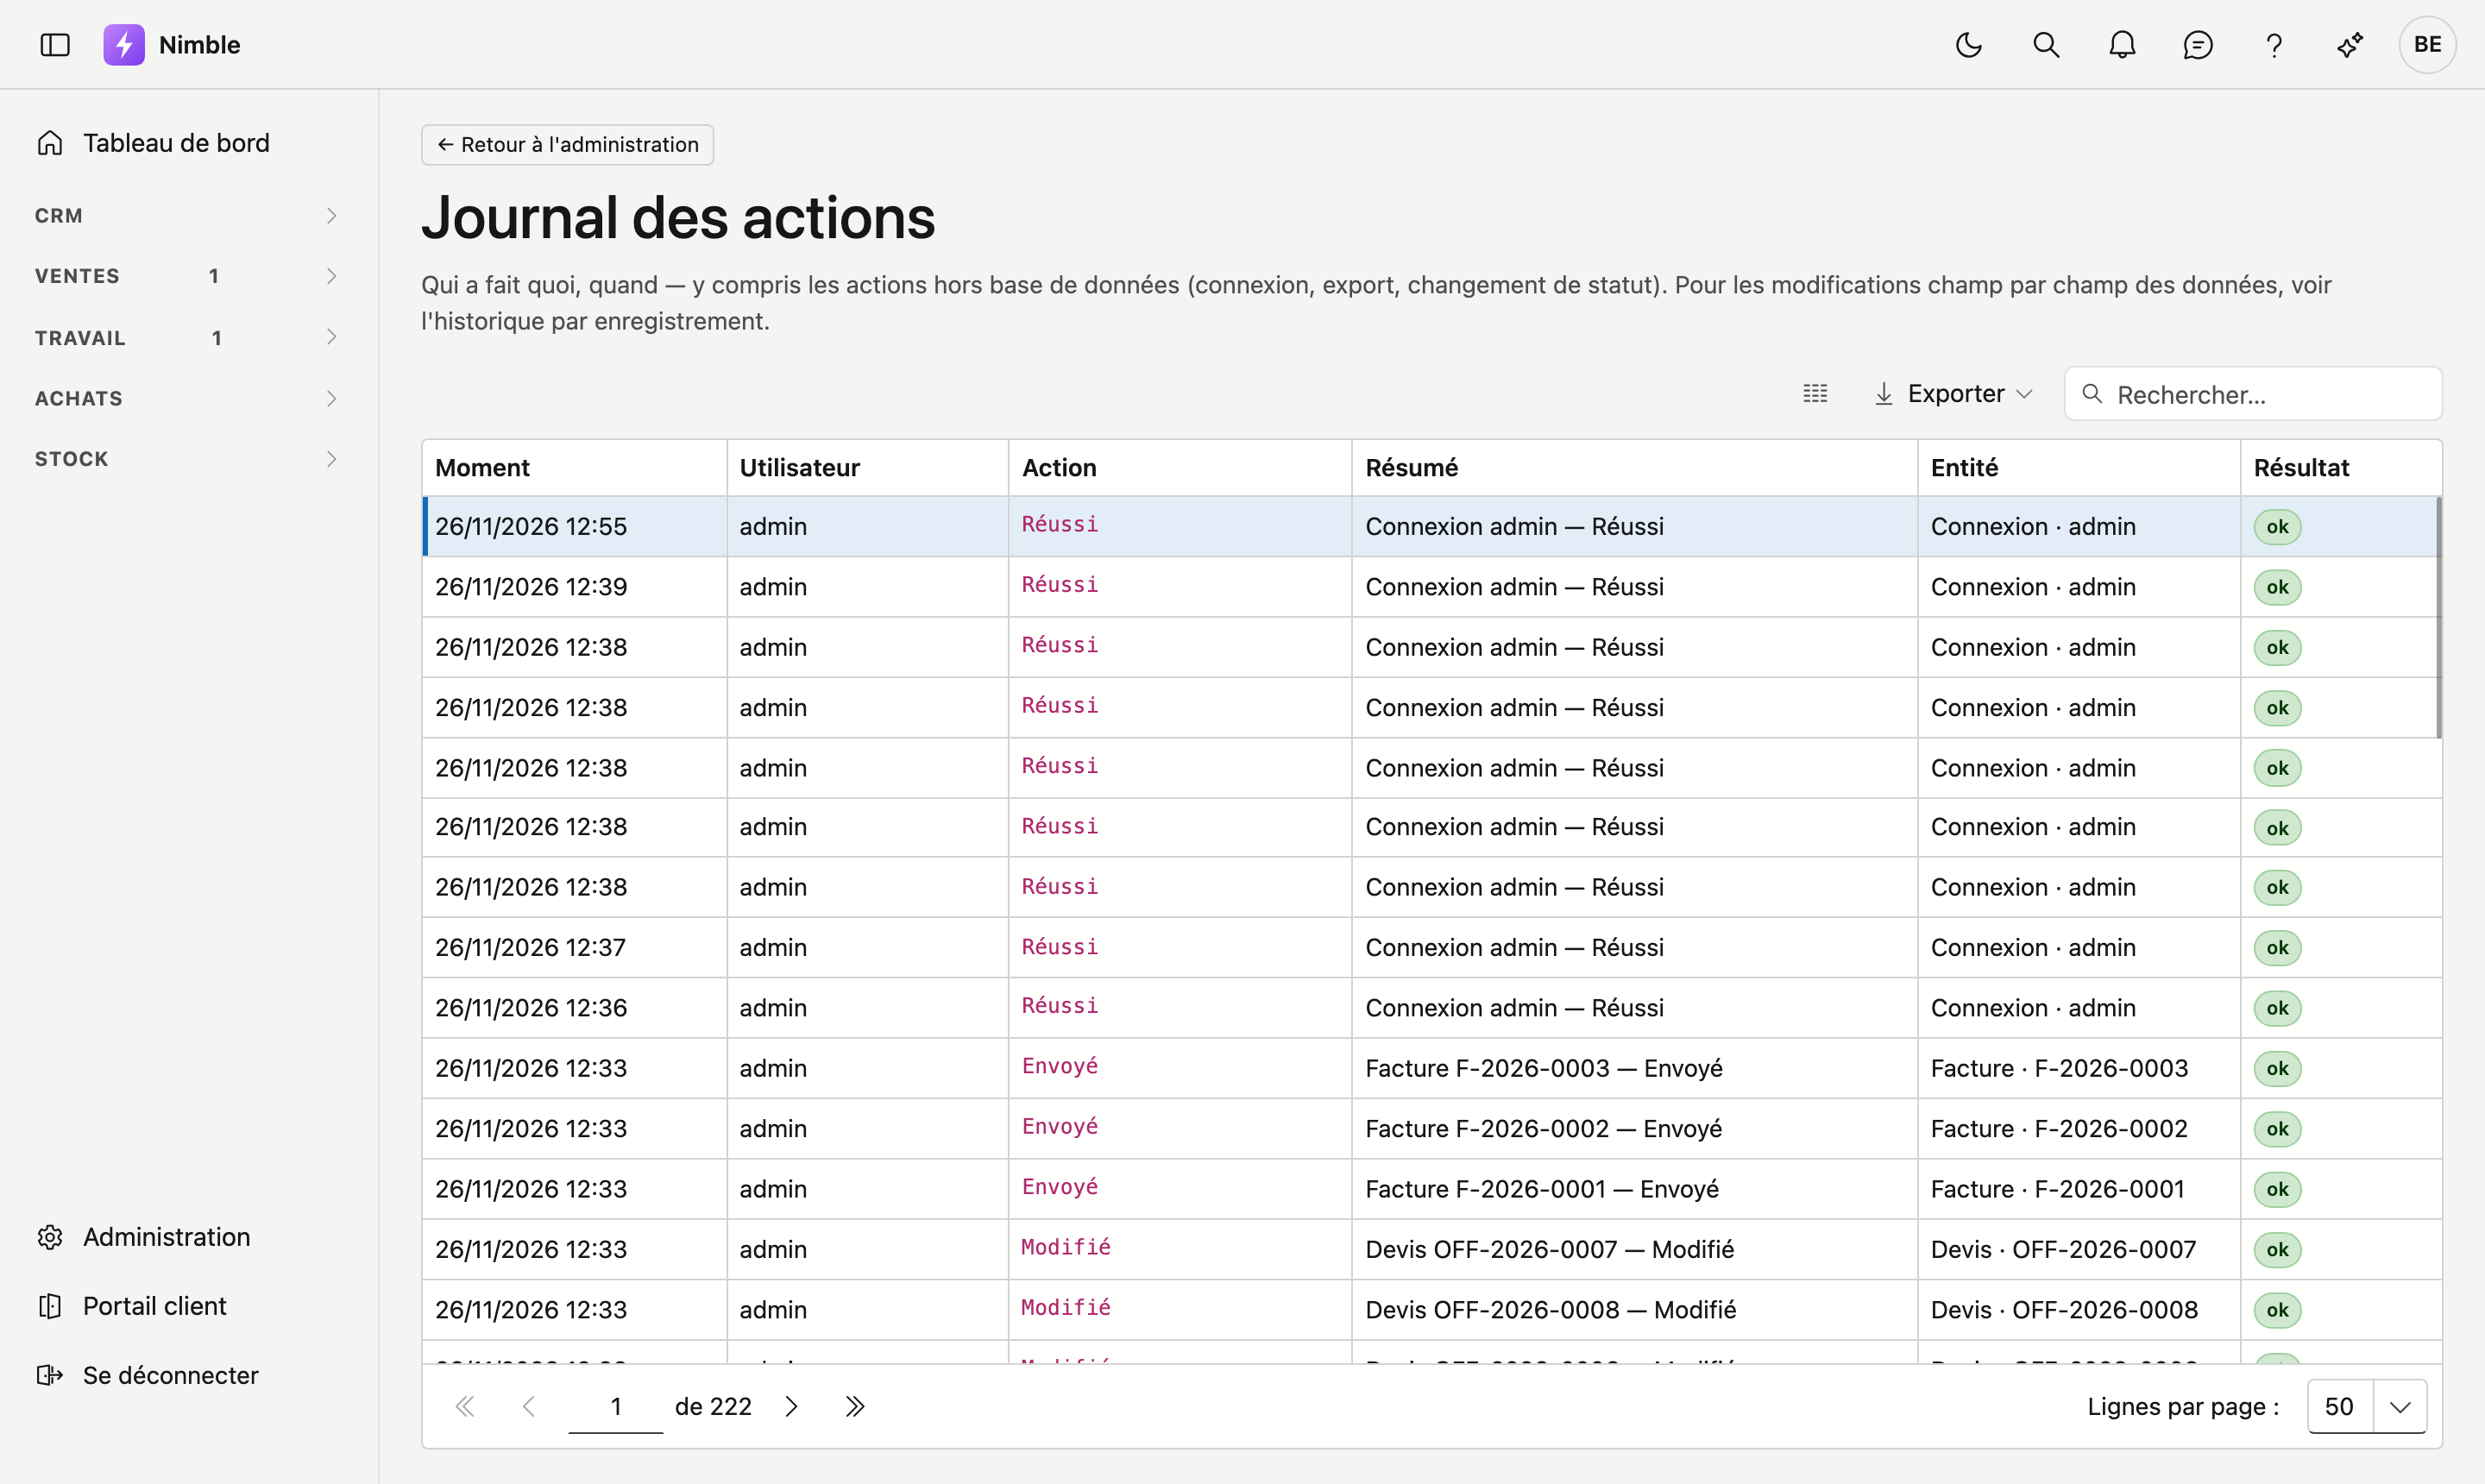 Nimble
BE
Tableau de bord
CRM
VENTES 1
TRAVAIL 1
ACHATS
STOCK
Administration
Portail client
Se déconnecter
← Retour à l'administration
Journal des actions
Qui a fait quoi, quand — y compris les actions hors base de données (connexion, export, changement de statut). Pour les modifications champ par champ des données, voir
l'historique par enregistrement.
Exporter Rechercher...
Moment Utilisateur Action Résumé Entité Résultat
26/11/2026 12:55 admin Réussi Connexion admin — Réussi Connexion · admin ok
26/11/2026 12:39 admin Réussi Connexion admin — Réussi Connexion · admin ok
26/11/2026 12:38 admin Réussi Connexion admin — Réussi Connexion · admin ok
26/11/2026 12:38 admin Réussi Connexion admin — Réussi Connexion · admin ok
26/11/2026 12:38 admin Réussi Connexion admin — Réussi Connexion · admin ok
26/11/2026 12:38 admin Réussi Connexion admin — Réussi Connexion · admin ok
26/11/2026 12:38 admin Réussi Connexion admin — Réussi Connexion · admin ok
26/11/2026 12:37 admin Réussi Connexion admin — Réussi Connexion · admin ok
26/11/2026 12:36 admin Réussi Connexion admin — Réussi Connexion · admin ok
26/11/2026 12:33 admin Envoyé Facture F-2026-0003 — Envoyé Facture · F-2026-0003 ok
26/11/2026 12:33 admin Envoyé Facture F-2026-0002 — Envoyé Facture · F-2026-0002 ok
26/11/2026 12:33 admin Envoyé Facture F-2026-0001 — Envoyé Facture · F-2026-0001 ok
26/11/2026 12:33 admin Modifié Devis OFF-2026-0007 — Modifié Devis · OFF-2026-0007 ok
26/11/2026 12:33 admin Modifié Devis OFF-2026-0008 — Modifié Devis · OFF-2026-0008 ok
1 de 222 Lignes par page : 50